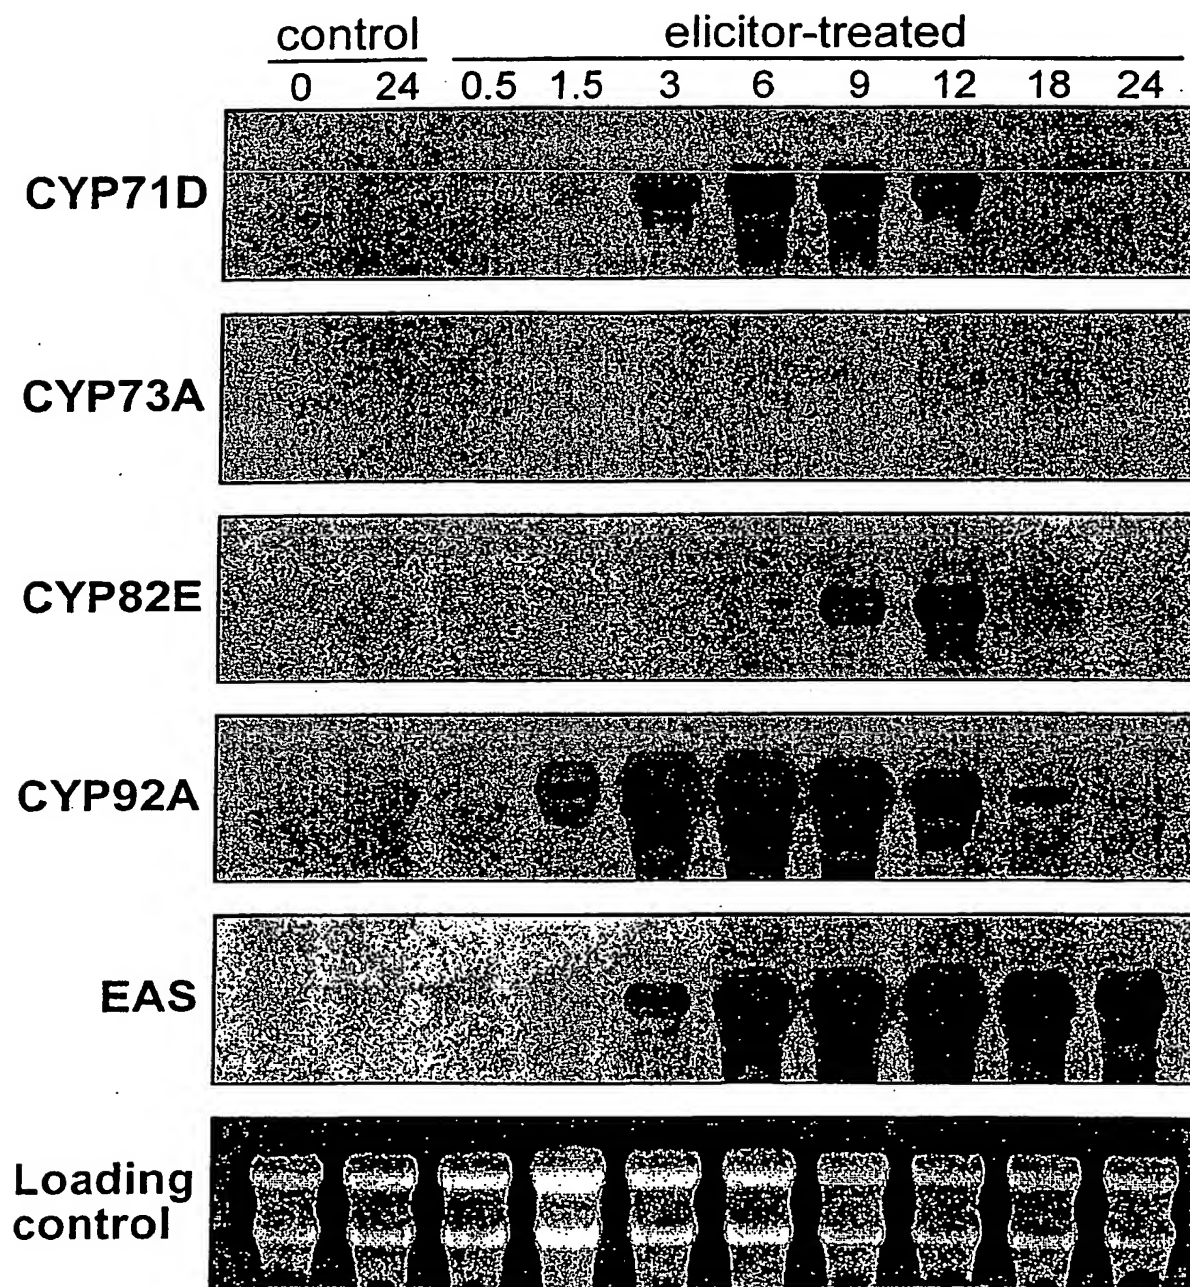 control elicitor-treated
0 24 0.5 1.5 3 6 9 12 18 24
CYP71D
CYP73A
CYP82E
CYP92A
EAS
Loading
control